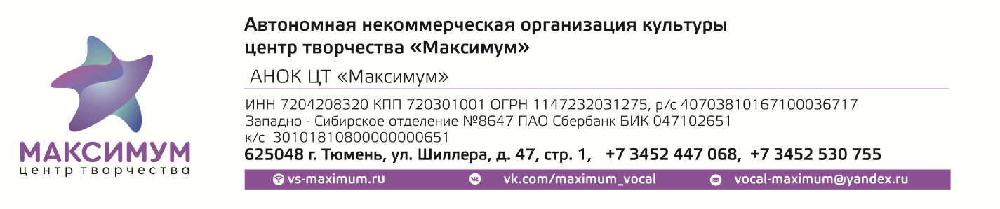 МАКСИМУМ
центр творчества
Автономная некоммерческая организация культуры
центр творчества «Максимум»
АНОК ЦТ «Максимум»
ИНН 7204208320 КПП 720301001 ОГРН 1147232031275, р/с 40703810167100036717
Западно - Сибирское отделение №8647 ПАО Сбербанк БИК 047102651
к/с 30101810800000000651
625048 г. Тюмень, ул. Шиллера, д. 47, стр. 1, +7 3452 447 068, +7 3452 530 755
vs-maximum.ru vk.com/maximum_vocal vocal-maximum@yandex.ru